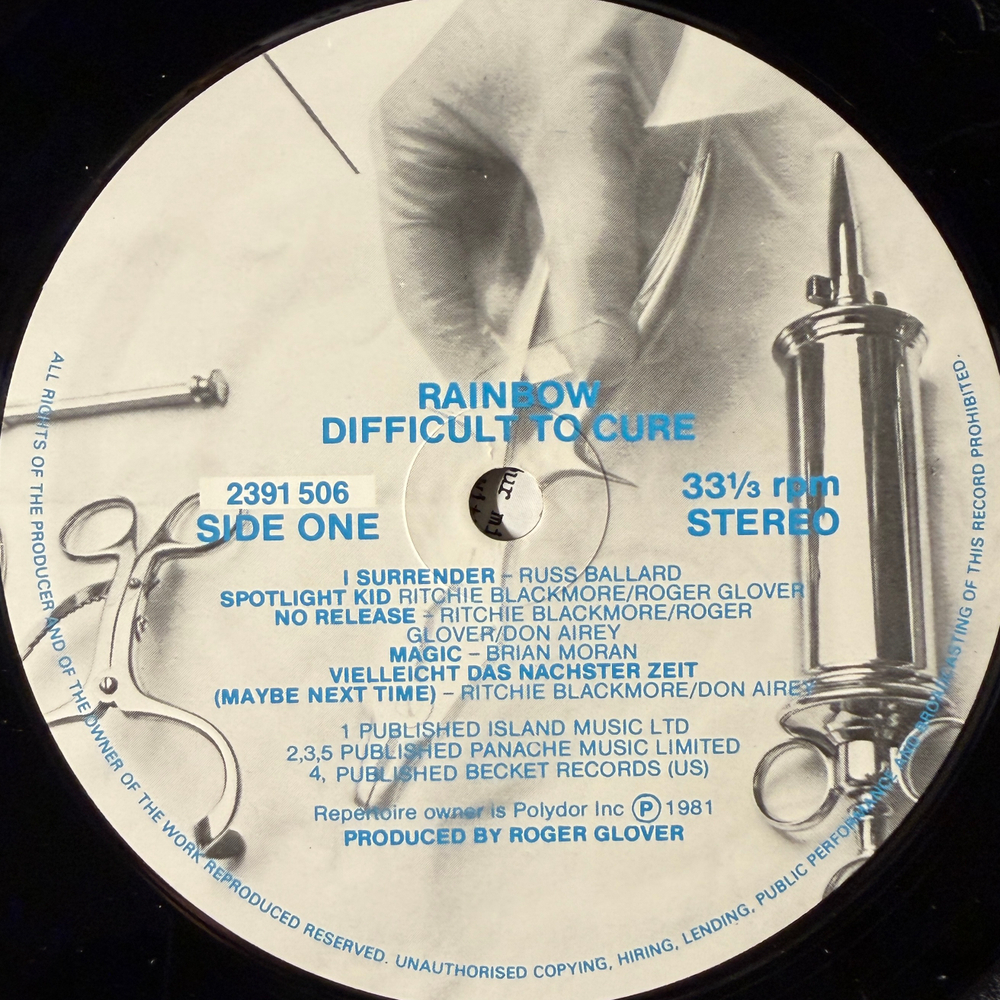 RAINBOW
DIFFICULT TO CURE
2391 506
SIDE ONE
33⅓ rpm
STEREO
I SURRENDER – RUSS BALLARD
SPOTLIGHT KID RITCHIE BLACKMORE/ROGER GLOVER
NO RELEASE – RITCHIE BLACKMORE/ROGER
GLOVER/DON AIREY
MAGIC – BRIAN MORAN
VIELLEICHT DAS NACHSTER ZEIT
(MAYBE NEXT TIME) – RITCHIE BLACKMORE/DON AIREY
1 PUBLISHED ISLAND MUSIC LTD
2,3,5 PUBLISHED PANACHE MUSIC LIMITED
4, PUBLISHED BECKET RECORDS (US)
Repertoire owner is Polydor Inc Ⓟ 1981
PRODUCED BY ROGER GLOVER
ALL RIGHTS OF THE PRODUCER AND OF THE OWNER OF THE WORK REPRODUCED RESERVED. UNAUTHORISED COPYING, HIRING, LENDING, PUBLIC PERFORMANCE AND BROADCASTING OF THIS RECORD PROHIBITED.